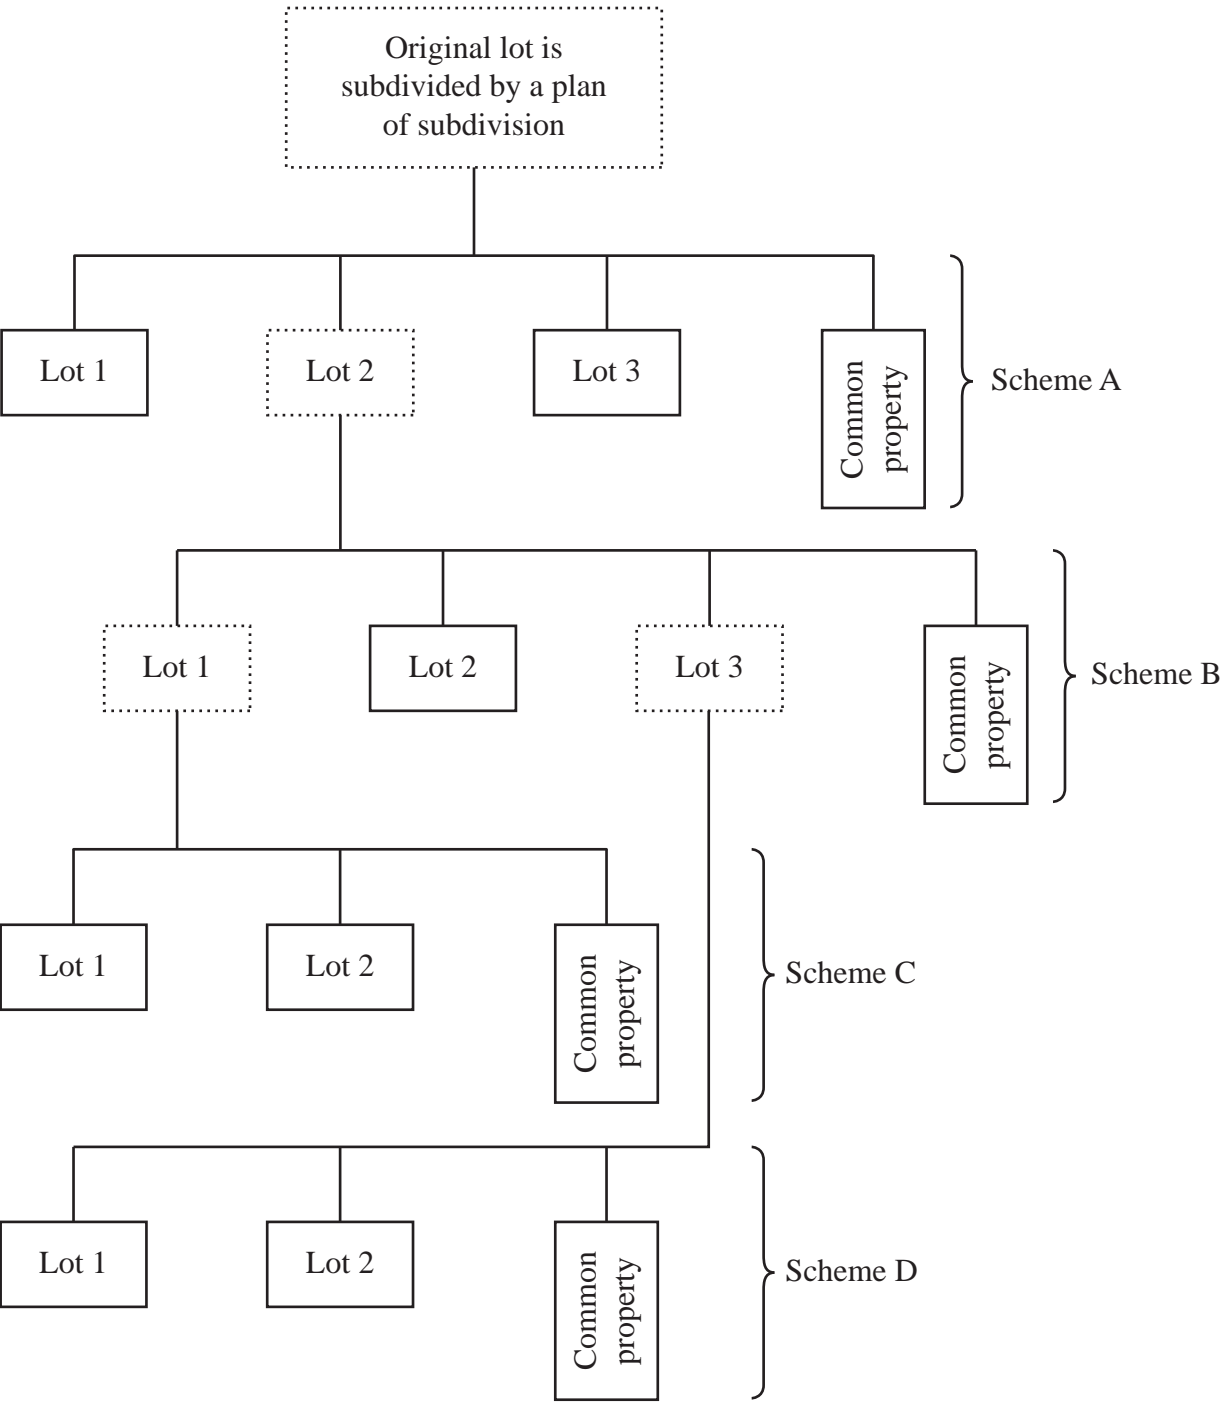 Original lot is
subdivided by a plan
of subdivision
Lot 1
Lot 2
Lot 3
Common
property
Scheme A
Lot 1
Lot 2
Lot 3
Common
property
Scheme B
Lot 1
Lot 2
Common
property
Scheme C
Lot 1
Lot 2
Common
property
Scheme D